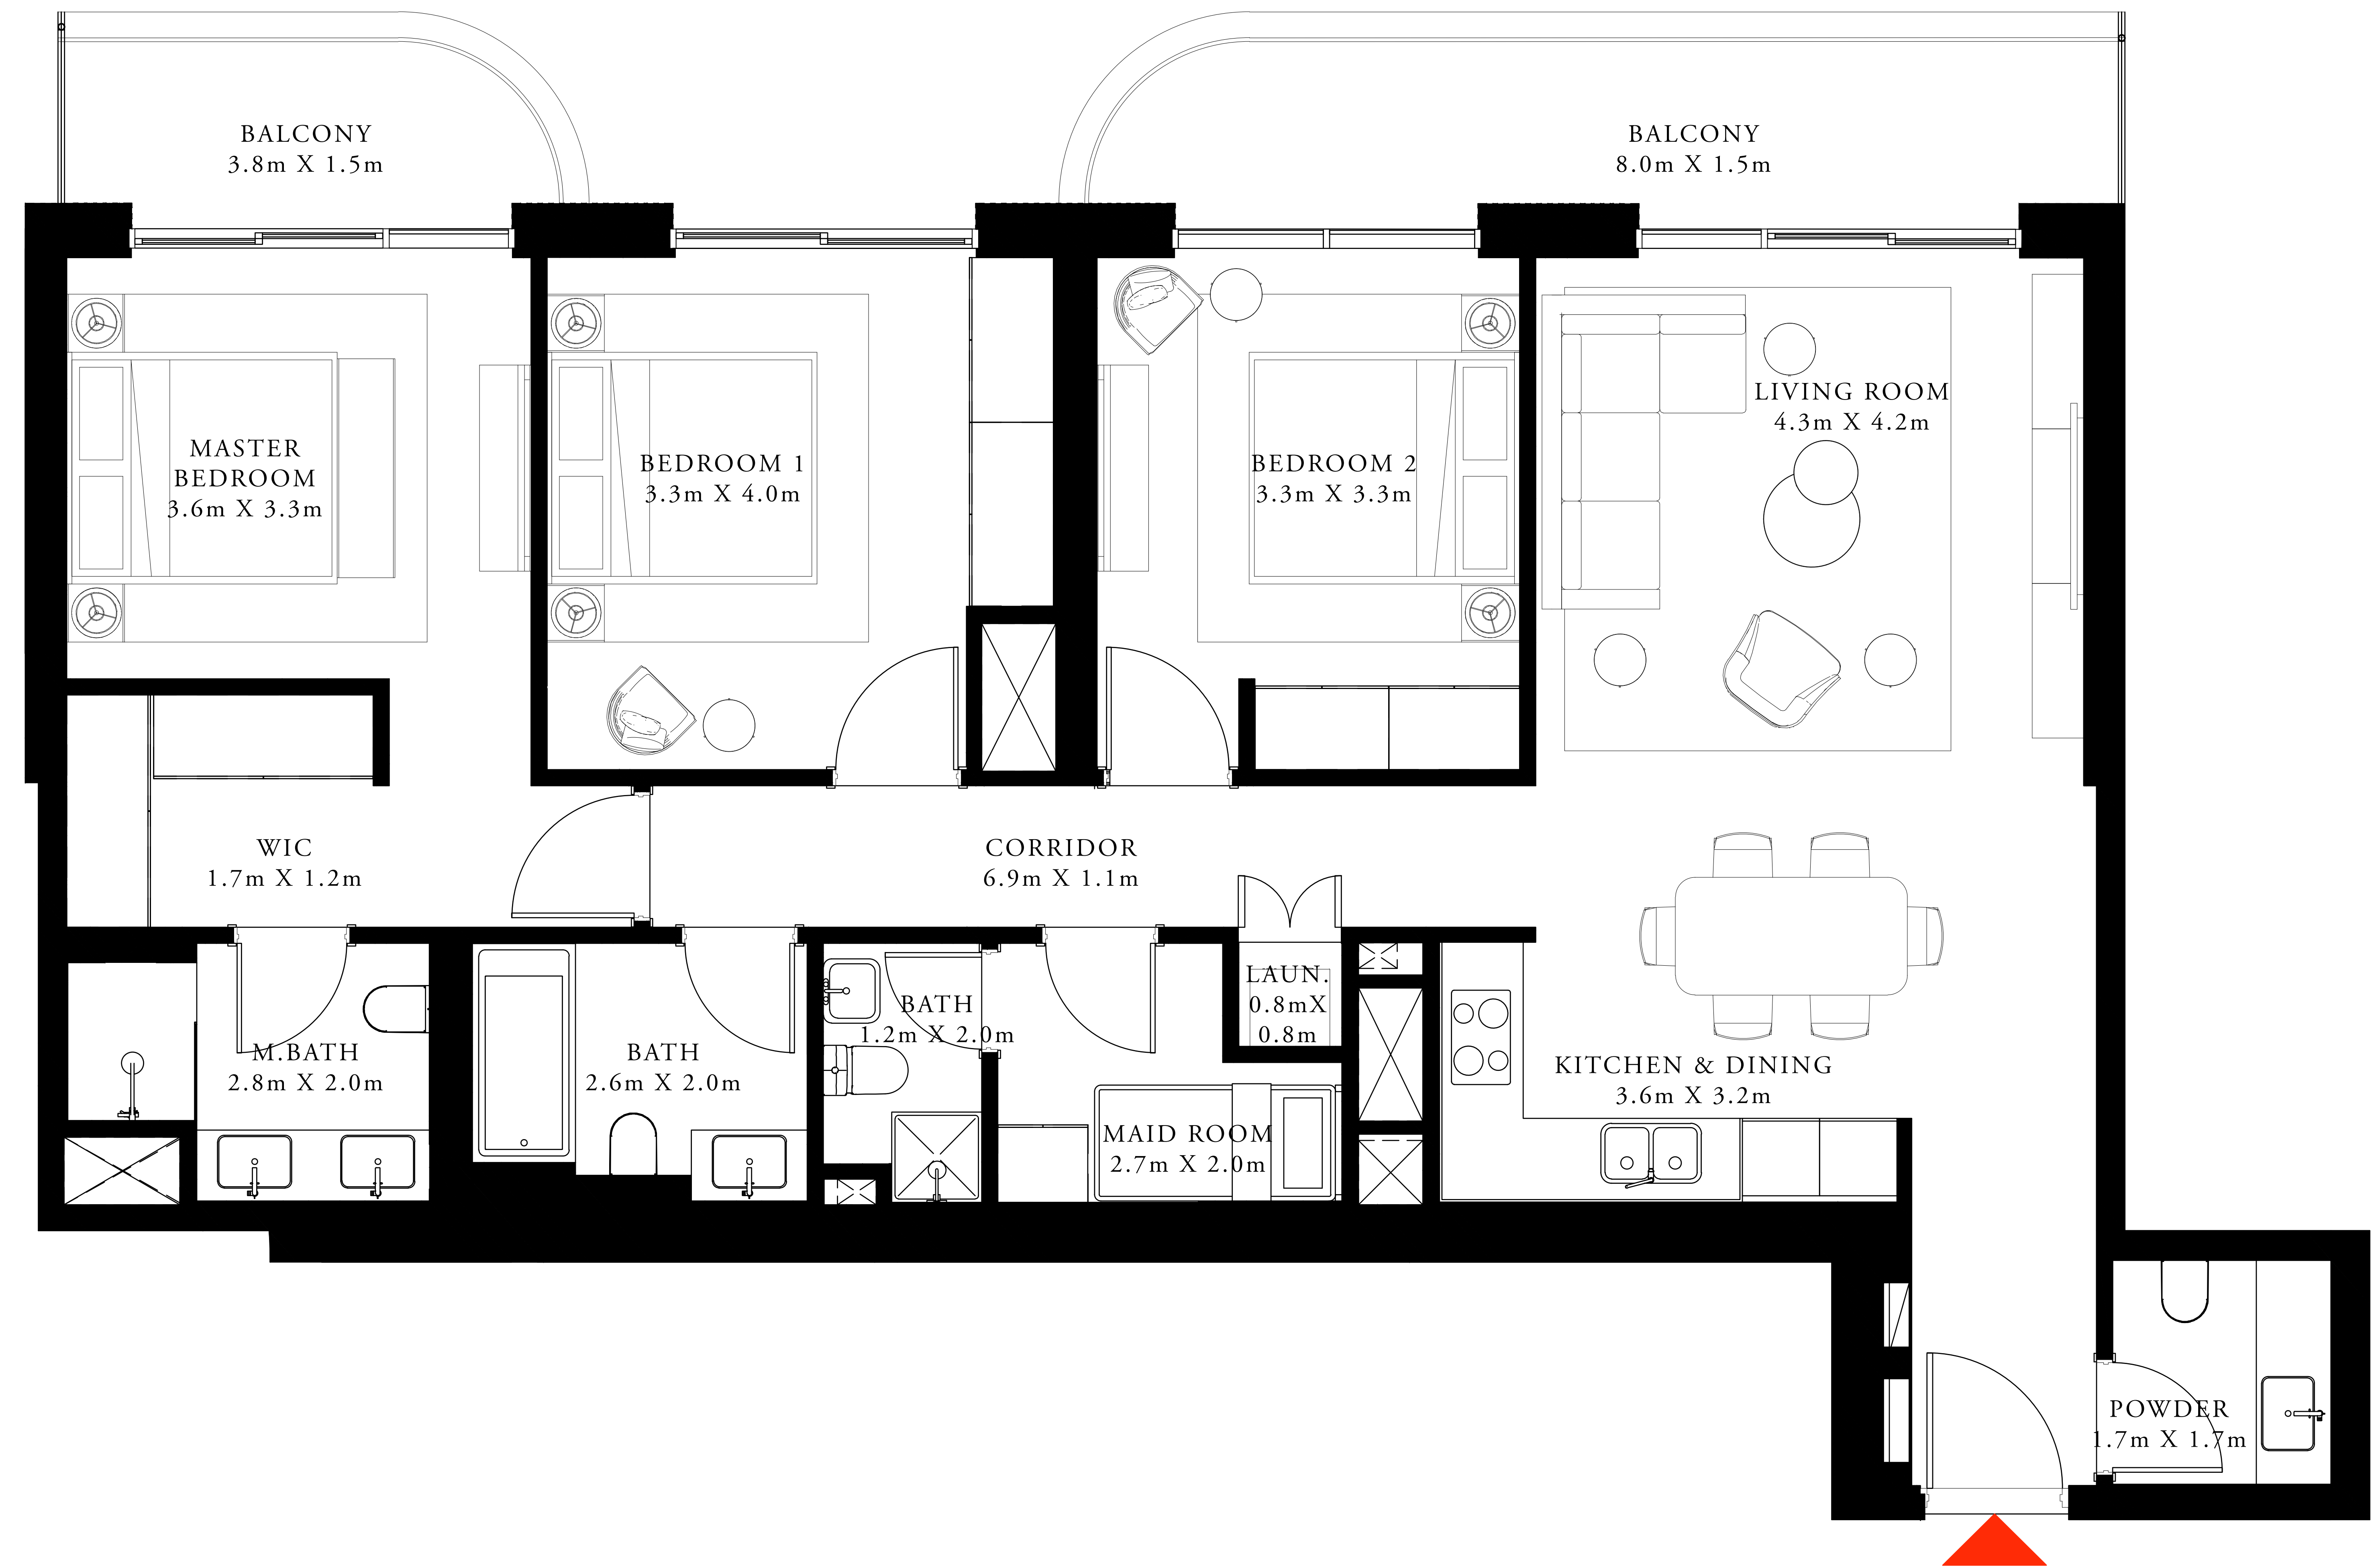 BALCONY
3.8m X 1.5m
BALCONY
8.0m X 1.5m
MASTER
BEDROOM
3.6m X 3.3m
BEDROOM 1
3.3m X 4.0m
BEDROOM 2
3.3m X 3.3m
LIVING ROOM
4.3m X 4.2m
WIC
1.7m X 1.2m
CORRIDOR
6.9m X 1.1m
M.BATH
2.8m X 2.0m
BATH
2.6m X 2.0m
BATH
1.2m X 2.0m
LAUN.
0.8mX
0.8m
MAID ROOM
2.7m X 2.0m
KITCHEN & DINING
3.6m X 3.2m
POWDER
1.7m X 1.7m